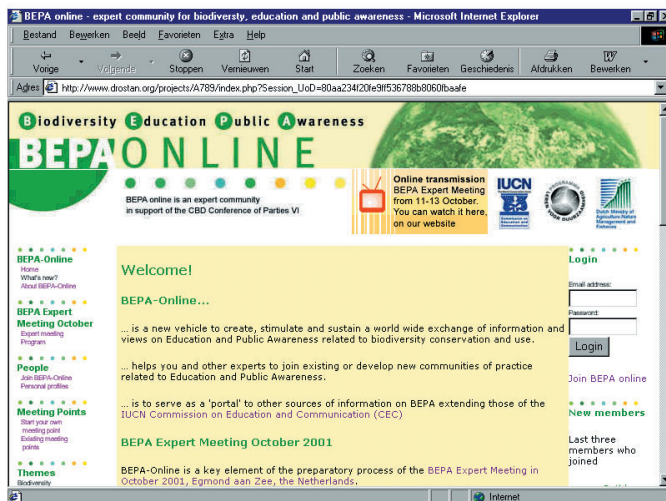 BEPA online - expert community for biodiversty, education and public awareness - Microsoft Internet Explorer
Bestand Bewerken Beeld Favorieten Extra Help
Vorige Volgende Stoppen Vernieuwen Start Zoeken Favorieten Geschiedenis Afdrukken Bewerken
Adres http://www.drostan.org/projects/A789/index.php?Session_UoD=80aa234f20fe9ff536788b8060fbaafe
Biodiversity Education Public Awareness
BEPA ONLINE
BEPA online is an expert community
in support of the CBD Conference of Parties VI
Online transmission
BEPA Expert Meeting
from 11-13 October.
You can watch it here,
on our website
IUCN
Dutch Ministry of
Agriculture Nature
Management and
Fisheries
BEPA-Online
Home
What's new?
About BEPA-Online
BEPA Expert
Meeting October
Expert meeting
Program
People
Join BEPA-Online
Personal profiles
Meeting Points
Start your own
meeting point
Existing meeting
points
Themes
Biodiversity
Welcome!
BEPA-Online...
... is a new vehicle to create, stimulate and sustain a world wide exchange of information and
views on Education and Public Awareness related to biodiversity conservation and use.
... helps you and other experts to join existing or develop new communities of practice
related to Education and Public Awareness.
... is to serve as a 'portal' to other sources of information on BEPA extending those of the
IUCN Commission on Education and Communication (CEC)
BEPA Expert Meeting October 2001
BEPA-Online is a key element of the preparatory process of the BEPA Expert Meeting in
October 2001, Egmond aan Zee, the Netherlands.
Login
Email address:
Password:
Login
Join BEPA online
New members
Last three
members who
joined
Internet